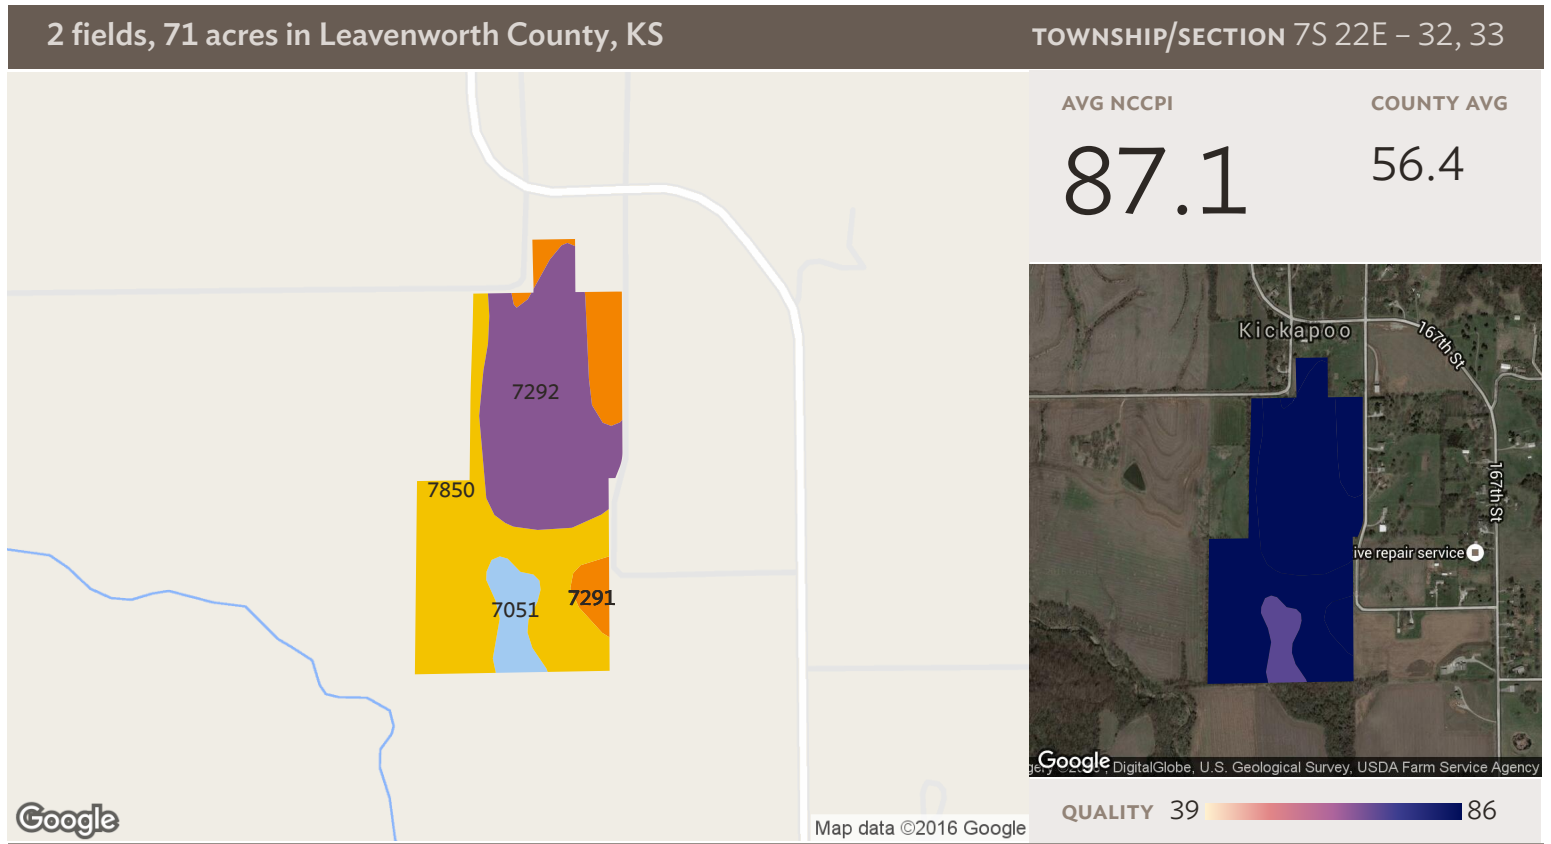 2 fields, 71 acres in Leavenworth County, KS
TOWNSHIP/SECTION 7S 22E – 32, 33
AVG NCCPI
COUNTY AVG
87.1
56.4
7292
7850
7051
7291
Google
Map data ©2016 Google
Kickapoo
167th St
167th St
ive repair service
Google
DigitalGlobe, U.S. Geological Survey, USDA Farm Service Agency
QUALITY 39 86